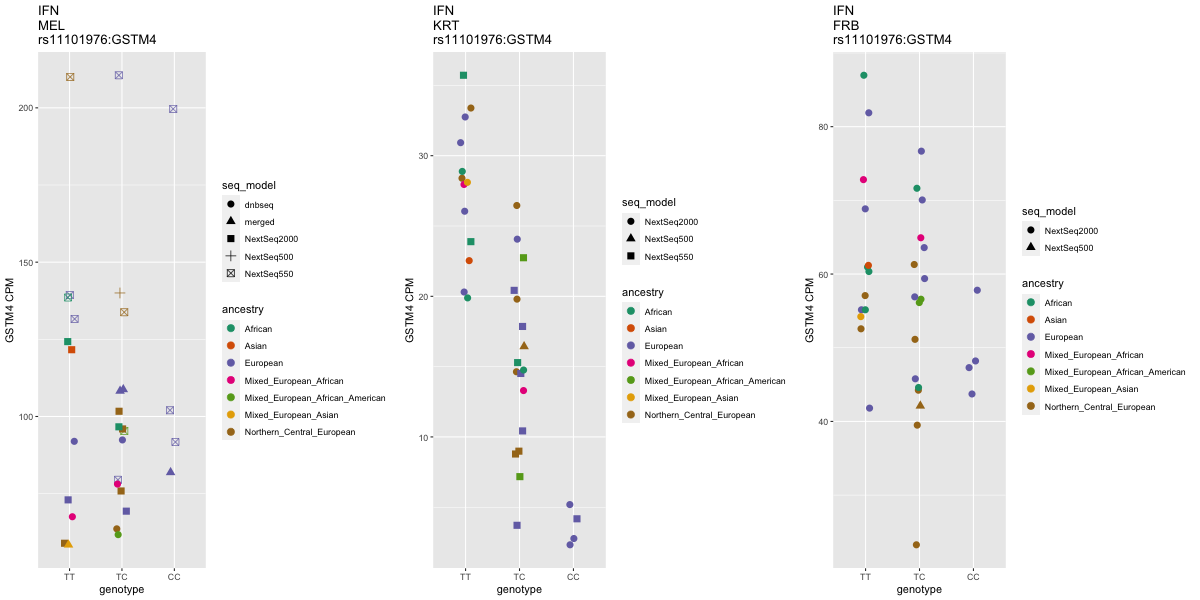 IFN
MEL
rs11101976:GSTM4
GSTM4 CPM
200
150
100
TT
TC
CC
genotype
seq_model
dnbseq
merged
NextSeq2000
NextSeq500
NextSeq550
ancestry
African
Asian
European
Mixed_European_African
Mixed_European_African_American
Mixed_European_Asian
Northern_Central_European
IFN
KRT
rs11101976:GSTM4
GSTM4 CPM
30
20
10
TT
TC
CC
genotype
seq_model
NextSeq2000
NextSeq500
NextSeq550
ancestry
African
Asian
European
Mixed_European_African
Mixed_European_African_American
Mixed_European_Asian
Northern_Central_European
IFN
FRB
rs11101976:GSTM4
GSTM4 CPM
80
60
40
TT
TC
CC
genotype
seq_model
NextSeq2000
NextSeq500
ancestry
African
Asian
European
Mixed_European_African
Mixed_European_African_American
Mixed_European_Asian
Northern_Central_European